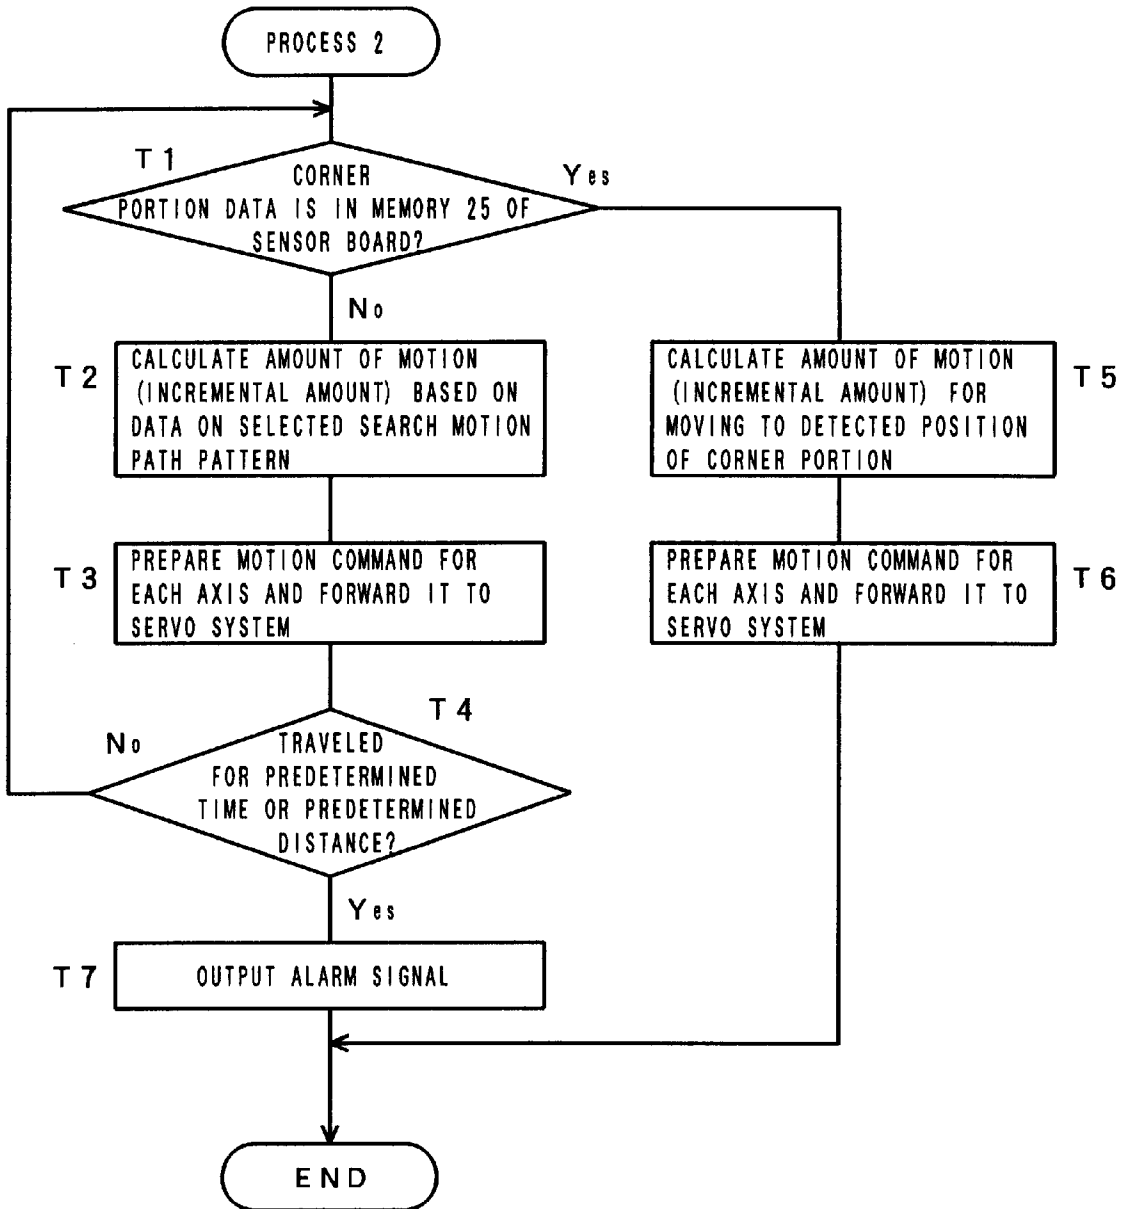 PROCESS 2
T1
CORNER
PORTION DATA IS IN MEMORY 25 OF
SENSOR BOARD?
Yes
No
T2
CALCULATE AMOUNT OF MOTION
(INCREMENTAL AMOUNT) BASED ON
DATA ON SELECTED SEARCH MOTION
PATH PATTERN
CALCULATE AMOUNT OF MOTION
(INCREMENTAL AMOUNT) FOR
MOVING TO DETECTED POSITION
OF CORNER PORTION
T5
T3
PREPARE MOTION COMMAND FOR
EACH AXIS AND FORWARD IT TO
SERVO SYSTEM
PREPARE MOTION COMMAND FOR
EACH AXIS AND FORWARD IT TO
SERVO SYSTEM
T6
T4
No
TRAVELED
FOR PREDETERMINED
TIME OR PREDETERMINED
DISTANCE?
Yes
T7
OUTPUT ALARM SIGNAL
END